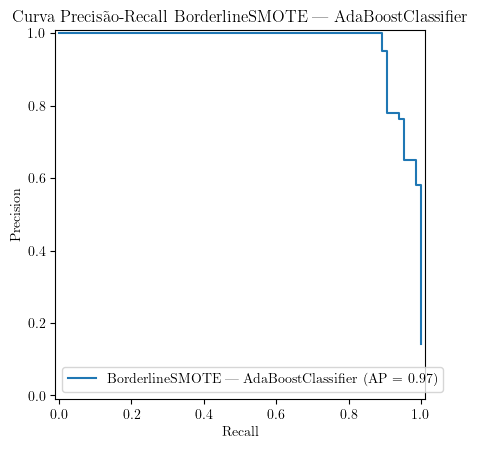 Curva Precisão-Recall BorderlineSMOTE — AdaBoostClassifier
1.0
0.8
0.6
0.4
0.2
0.0
Precision
BorderlineSMOTE — AdaBoostClassifier (AP = 0.97)
0.0 0.2 0.4 0.6 0.8 1.0
Recall